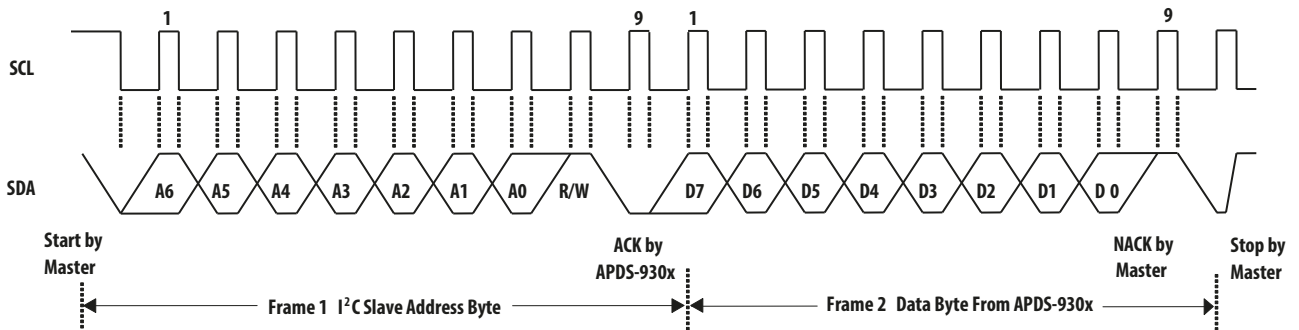 1 9 1 9
SCL
SDA A6 A5 A4 A3 A2 A1 A0 R/W D7 D6 D5 D4 D3 D2 D1 D 0
Start by
Master
ACK by
APDS-930x
NACK by
Master
Stop by
Master
Frame 1 I²C Slave Address Byte
Frame 2 Data Byte From APDS-930x